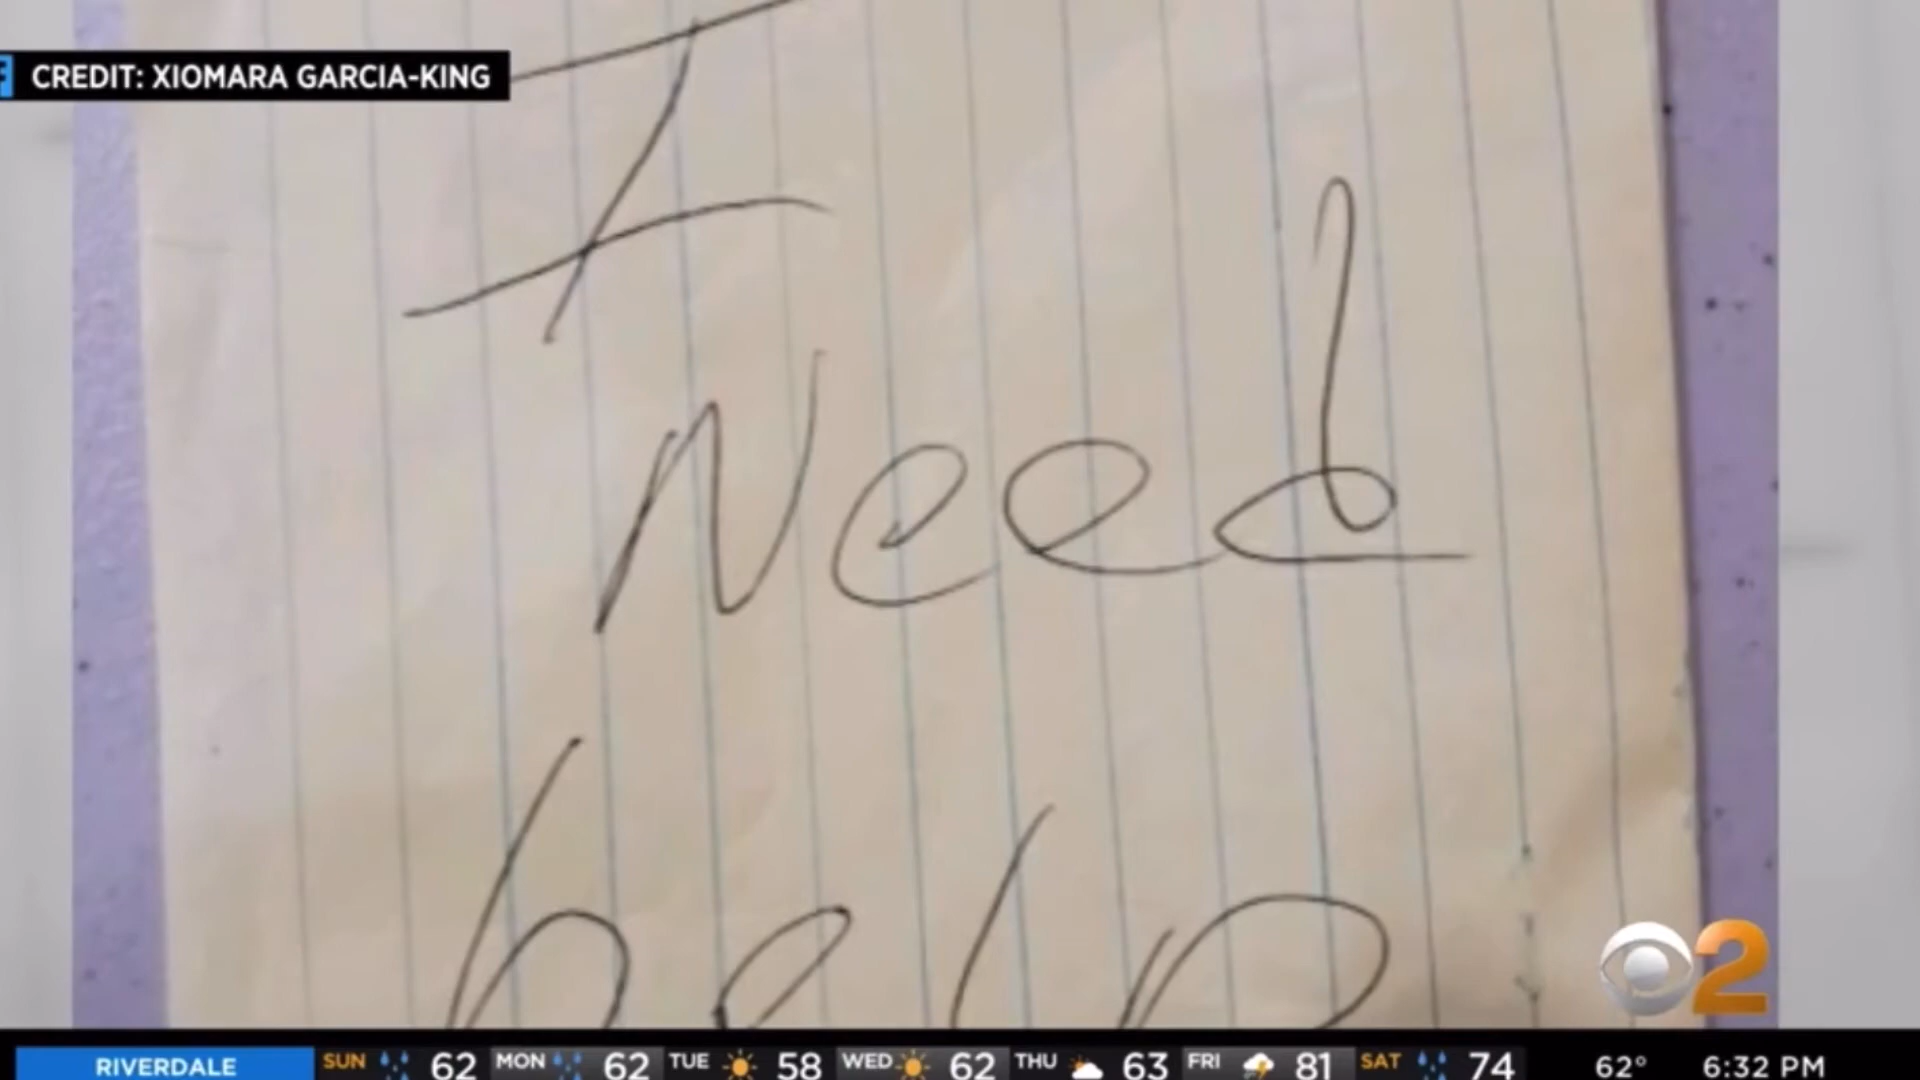 CREDIT: XIOMARA GARCIA-KING
I
Need
help
2
RIVERDALE SUN 62 MON 62 TUE 58 WED 62 THU 63 FRI 81 SAT 74 62° 6:32 PM